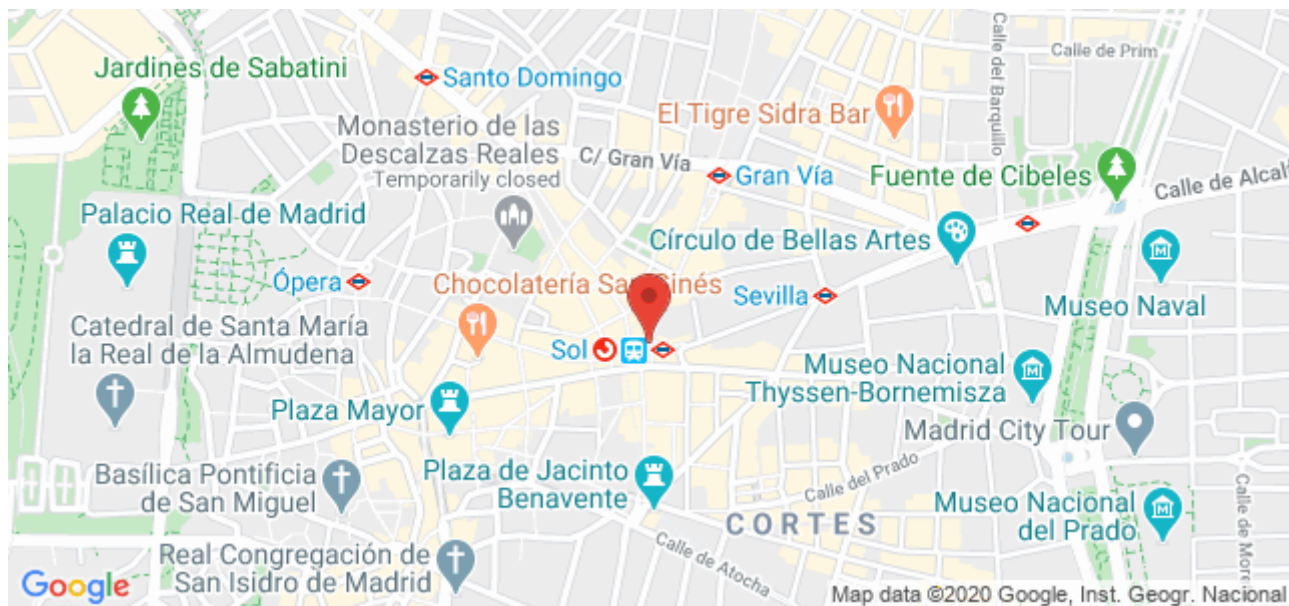 Calle de Prim
Calle del Barquillo
Jardines de Sabatini
Santo Domingo
El Tigre Sidra Bar
Monasterio de las
Descalzas Reales
Temporarily closed
C/ Gran Vía
Gran Vía
Fuente de Cibeles
Calle de Alcal
Palacio Real de Madrid
Círculo de Bellas Artes
Ópera
Chocolatería San Ginés
Sevilla
Museo Naval
Catedral de Santa María
la Real de la Almudena
Sol
Museo Nacional
Thyssen-Bornemisza
Plaza Mayor
Madrid City Tour
Basílica Pontificia
de San Miguel
Plaza de Jacinto
Benavente
Calle del Prado
Museo Nacional
del Prado
CORTES
Calle de More
Real Congregación de
San Isidro de Madrid
Calle de Atocha
Google
Map data ©2020 Google, Inst. Geogr. Nacional